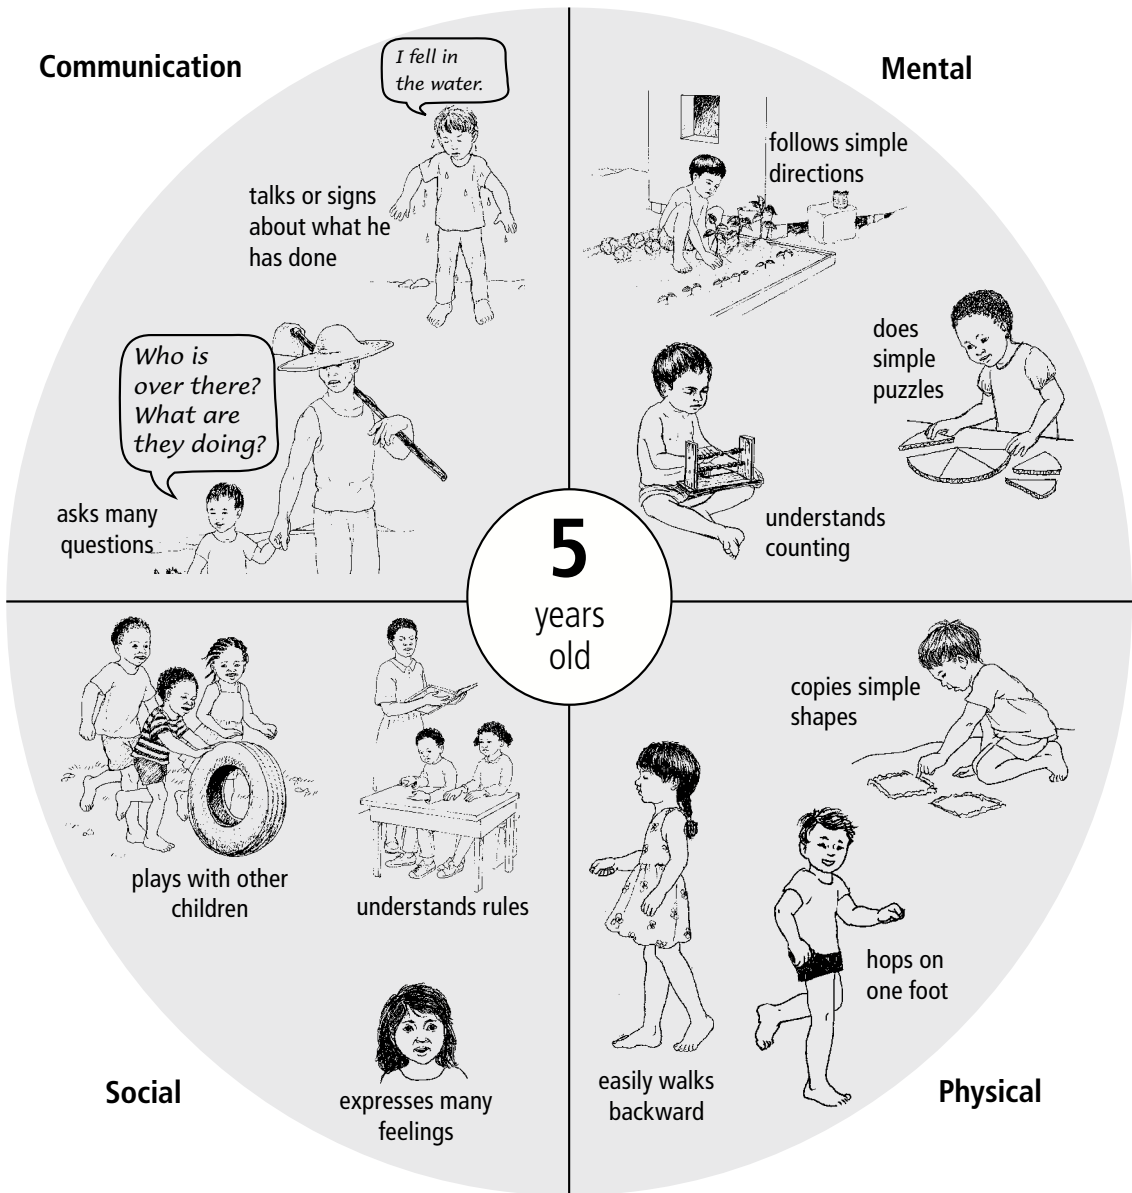 Communication
I fell in
the water.
talks or signs
about what he
has done
Who is
over there?
What are
they doing?
asks many
questions
Mental
follows simple
directions
does
simple
puzzles
understands
counting
5
years
old
plays with other
children
understands rules
expresses many
feelings
Social
copies simple
shapes
hops on
one foot
easily walks
backward
Physical